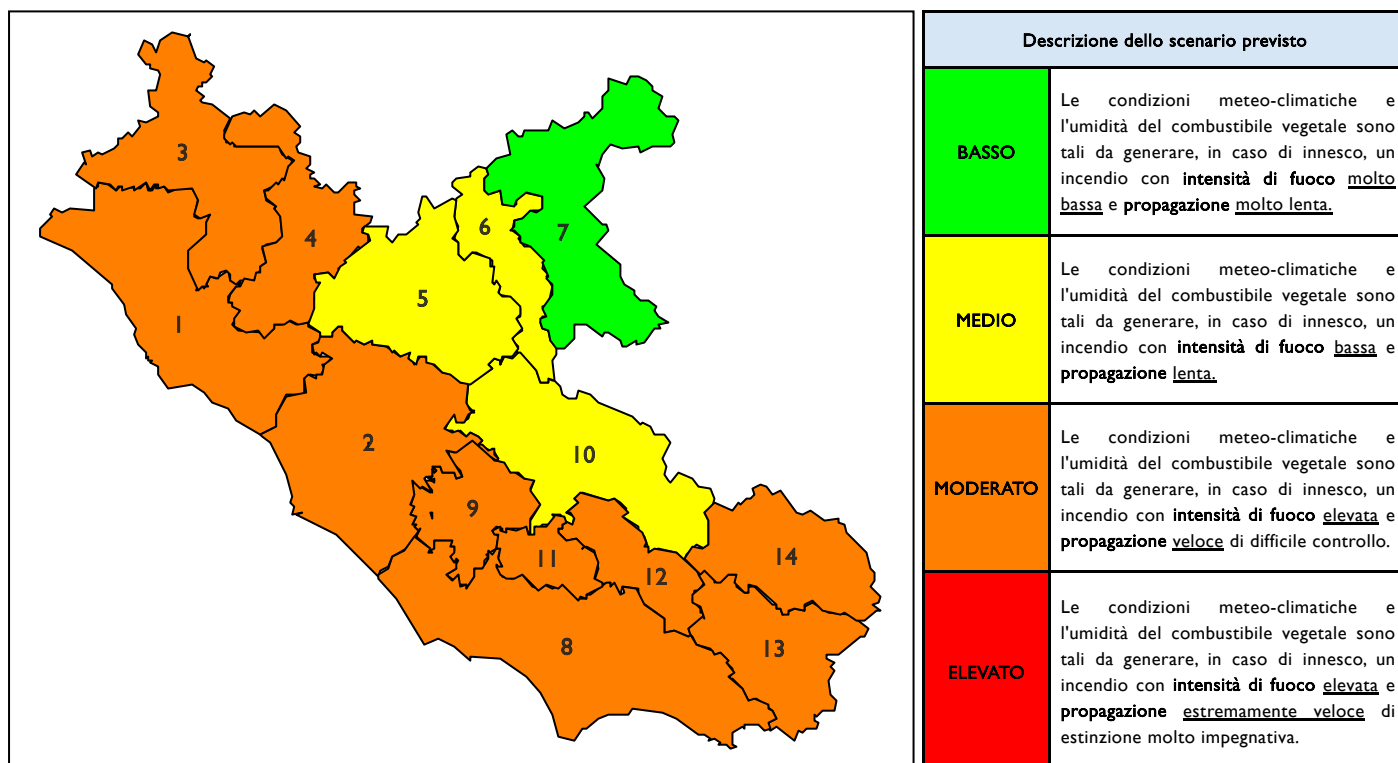 3
4
6
7
5
1
2
10
9
14
11
12
8
13
Descrizione dello scenario previsto
BASSO
Le condizioni meteo-climatiche e
l'umidità del combustibile vegetale sono
tali da generare, in caso di innesco, un
incendio con intensità di fuoco molto
bassa e propagazione molto lenta.
MEDIO
Le condizioni meteo-climatiche e
l'umidità del combustibile vegetale sono
tali da generare, in caso di innesco, un
incendio con intensità di fuoco bassa e
propagazione lenta.
MODERATO
Le condizioni meteo-climatiche e
l'umidità del combustibile vegetale sono
tali da generare, in caso di innesco, un
incendio con intensità di fuoco elevata e
propagazione veloce di difficile controllo.
ELEVATO
Le condizioni meteo-climatiche e
l'umidità del combustibile vegetale sono
tali da generare, in caso di innesco, un
incendio con intensità di fuoco elevata e
propagazione estremamente veloce di
estinzione molto impegnativa.